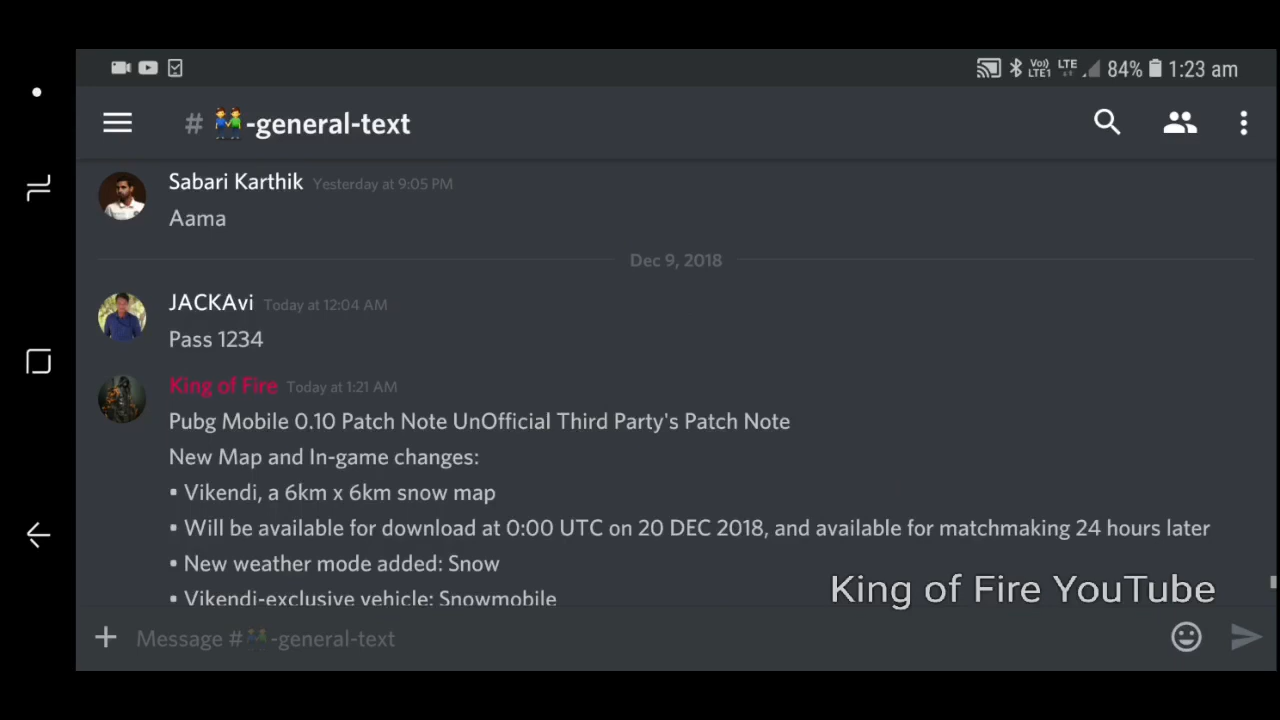 Vo)) LTE1 LTE 84% 1:23 am
# 👫-general-text
Sabari Karthik Yesterday at 9:05 PM
Aama
Dec 9, 2018
JACKAvi Today at 12:04 AM
Pass 1234
King of Fire Today at 1:21 AM
Pubg Mobile 0.10 Patch Note UnOfficial Third Party's Patch Note
New Map and In-game changes:
▪ Vikendi, a 6km x 6km snow map
▪ Will be available for download at 0:00 UTC on 20 DEC 2018, and available for matchmaking 24 hours later
▪ New weather mode added: Snow
▪ Vikendi-exclusive vehicle: Snowmobile
King of Fire YouTube
Message #👫-general-text